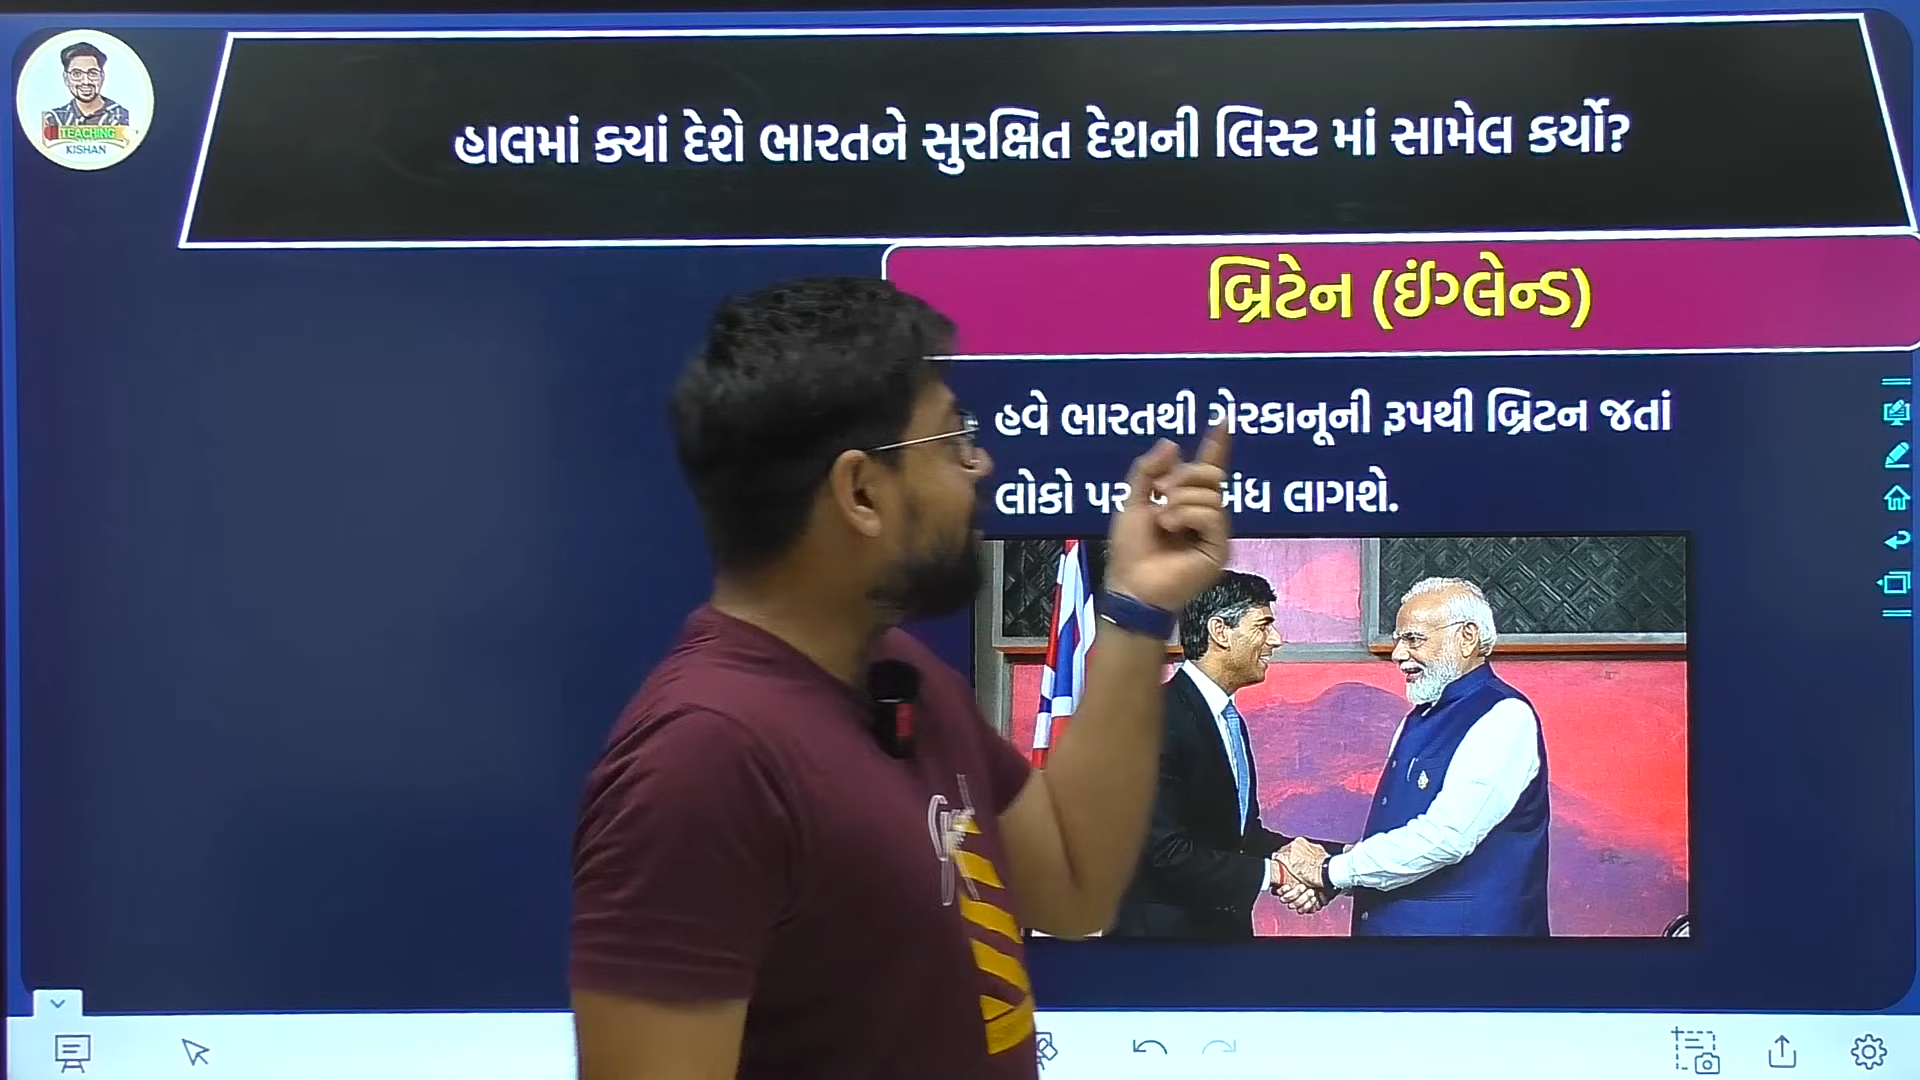 TEACHING
KISHAN
હાલમાં ક્યાં દેશે ભારતને સુરક્ષિત દેશની લિસ્ટ માં સામેલ કર્યો?
બ્રિટેન (ઈંગ્લેન્ડ)
હવે ભારતથી ગેરકાનૂની રૂપથી બ્રિટન જતાં
લોકો પર લાગશે.